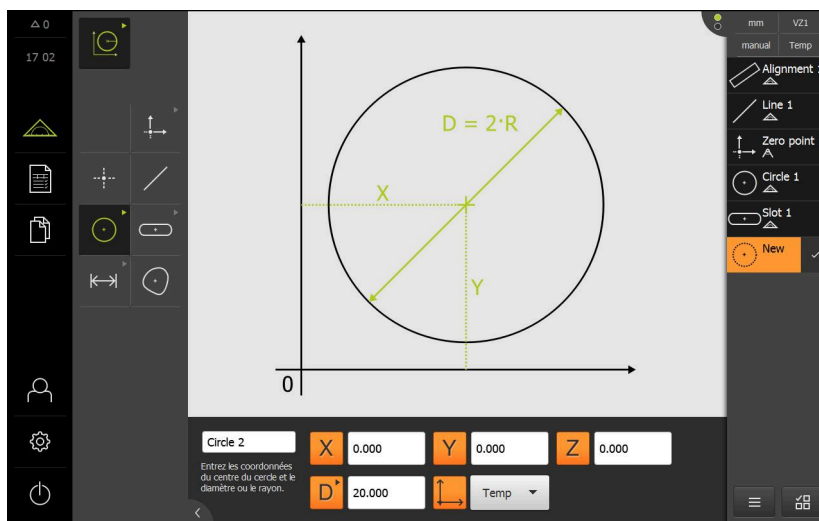 0
17 02
D = 2·R
X
Y
0
mm
VZ1
manual
Temp
Alignment 1
Line 1
Zero point
Circle 1
Slot 1
New
Circle 2
Entrez les coordonnées
du centre du cercle et le
diamètre ou le rayon.
X
0.000
Y
0.000
Z
0.000
D
20.000
Temp